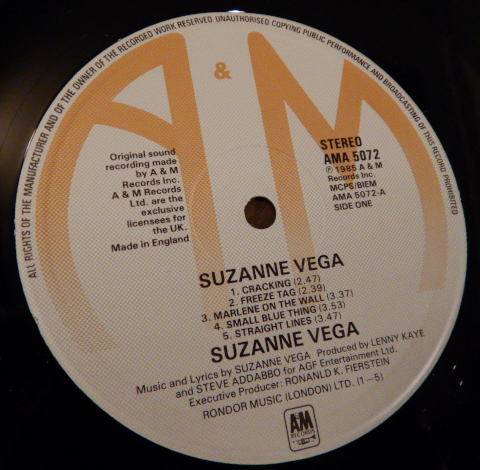 ALL RIGHTS OF THE MANUFACTURER AND OF THE OWNER OF THE RECORDED WORK RESERVED. UNAUTHORISED COPYING PUBLIC PERFORMANCE AND BROADCASTING OF THIS RECORD PROHIBITED
A & M
Original sound
recording made
by A & M
Records Inc.
A & M Records
Ltd. are the
exclusive
licensees for
the UK.
Made in England
STEREO
AMA 5072
℗ 1985 A & M
Records Inc.
MCPS/BIEM
AMA 5072-A
SIDE ONE
SUZANNE VEGA
1. CRACKING (2.47)
2. FREEZE TAG (2.39)
3. MARLENE ON THE WALL (3.37)
4. SMALL BLUE THING (3.53)
5. STRAIGHT LINES (3.47)
SUZANNE VEGA
Music and Lyrics by SUZANNE VEGA Produced by LENNY KAYE
and STEVE ADDABBO for AGF Entertainment Ltd.
Executive Producer: RONANLD K. FIERSTEIN
RONDOR MUSIC (LONDON) LTD. (1–5)
AM
RECORDS